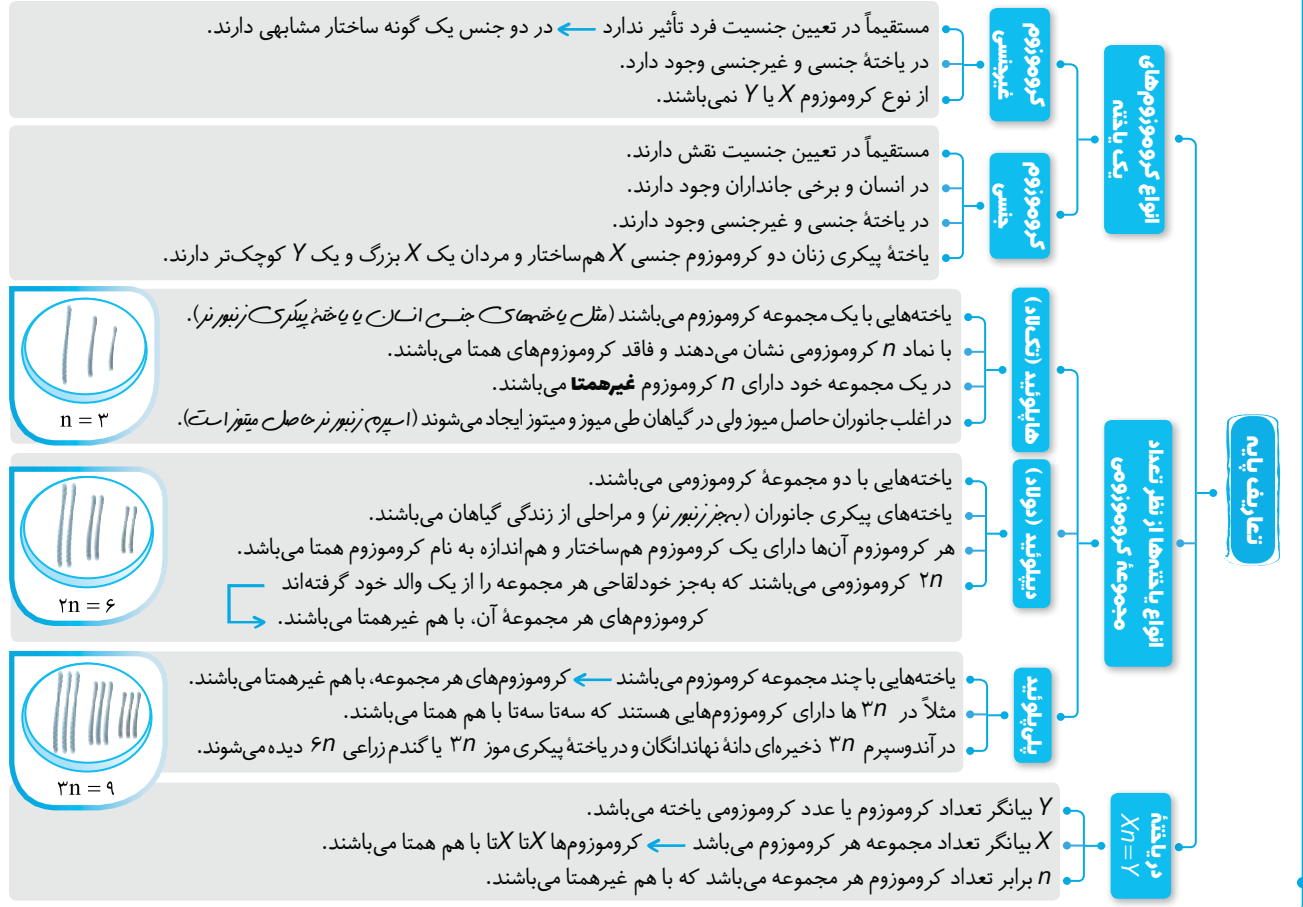 تعاریف پایه
انواع کروموزوم‌های
یک یاخته
کروموزوم
غیرجنسی
مستقیماً در تعیین جنسیت فرد تأثیر ندارد ← در دو جنس یک گونه ساختار مشابهی دارند.
در یاختهٔ جنسی و غیرجنسی وجود دارد.
از نوع کروموزوم X یا Y نمی‌باشند.
کروموزوم
جنسی
مستقیماً در تعیین جنسیت نقش دارند.
در انسان و برخی جانداران وجود دارند.
در یاختهٔ جنسی و غیرجنسی وجود دارند.
یاختهٔ پیکری زنان دو کروموزوم جنسی X هم‌ساختار و مردان یک X بزرگ و یک Y کوچک‌تر دارند.
انواع یاخته‌ها از نظر تعداد
مجموعهٔ کروموزومی
هاپلوئید (تک‌لاد)
یاخته‌هایی با یک مجموعه کروموزوم می‌باشند (مثل یاخته‌های جنسی انسان یا یاختهٔ پیکری زنبور نر).
با نماد n کروموزومی نشان می‌دهند و فاقد کروموزوم‌های همتا می‌باشند.
در یک مجموعه خود دارای n کروموزوم غیرهمتا می‌باشند.
در اغلب جانوران حاصل میوز ولی در گیاهان طی میوز و میتوز ایجاد می‌شوند (اسپرم زنبور نر حاصل میتوز است).
n = ۳
دیپلوئید (دولاد)
یاخته‌هایی با دو مجموعهٔ کروموزومی می‌باشند.
یاخته‌های پیکری جانوران (به‌جز زنبور نر) و مراحلی از زندگی گیاهان می‌باشند.
هر کروموزوم آن‌ها دارای یک کروموزوم هم‌ساختار و هم‌اندازه به نام کروموزوم همتا می‌باشد.
۲n کروموزومی می‌باشند که به‌جز خودلقاحی هر مجموعه را از یک والد خود گرفته‌اند
کروموزوم‌های هر مجموعهٔ آن، با هم غیرهمتا می‌باشند.
۲n = ۶
پلی‌پلوئید
یاخته‌هایی با چند مجموعه کروموزوم می‌باشند ← کروموزوم‌های هر مجموعه، با هم غیرهمتا می‌باشند.
مثلاً در ۳n ها دارای کروموزوم‌هایی هستند که سه‌تا سه‌تا با هم همتا می‌باشند.
در آندوسپرم ۳n ذخیره‌ای دانهٔ نهاندانگان و در یاختهٔ پیکری موز ۳n یا گندم زراعی ۶n دیده می‌شوند.
۳n = ۹
در یاختهٔ
Xn = Y
Y بیانگر تعداد کروموزوم یا عدد کروموزومی یاخته می‌باشد.
X بیانگر تعداد مجموعه هر کروموزوم می‌باشد ← کروموزوم‌ها Xتا Xتا با هم همتا می‌باشند.
n برابر تعداد کروموزوم هر مجموعه می‌باشد که با هم غیرهمتا می‌باشند.